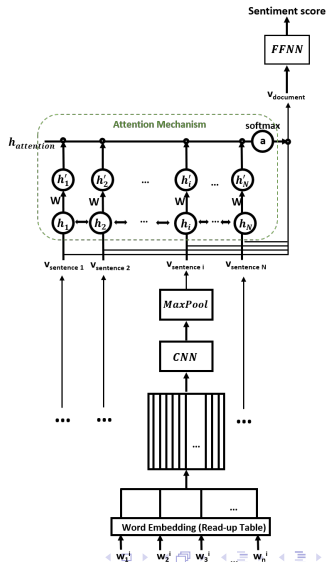 Sentiment score
FFNN
v_document
softmax
Attention Mechanism
h_attention
a
h'_1 h'_2 ... h'_i ... h'_N
W W W W
h_1 h_2 ... ... h_i ... h_N
v_sentence 1 v_sentence 2 v_sentence i v_sentence N
MaxPool
CNN
... ...
...
...
Word Embedding (Read-up Table)
w_1^i w_2^i w_3^i ... w_n^i